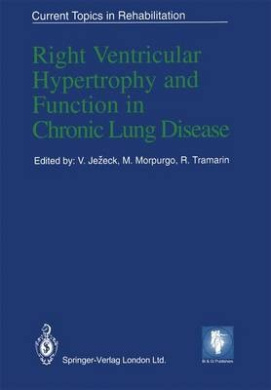 Current Topics in Rehabilitation
Right Ventricular
Hypertrophy and
Function in
Chronic Lung Disease
Edited by: V. Ježeck, M. Morpurgo, R. Tramarin
Springer-Verlag London Ltd.